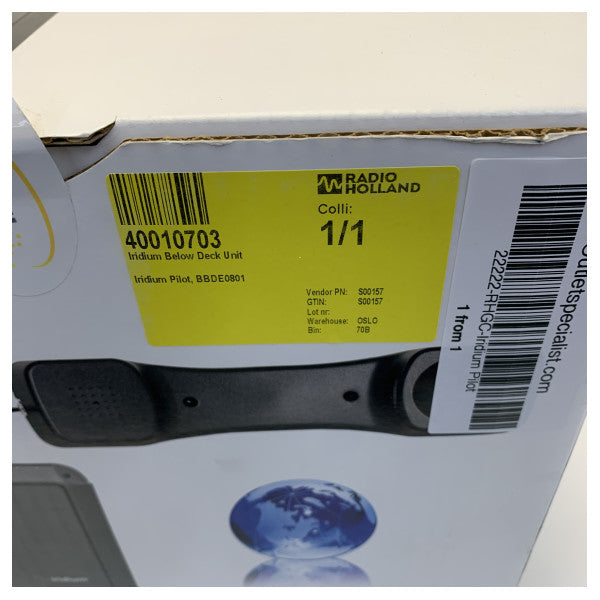 RADIO
HOLLAND
40010703
Iridium Below Deck Unit
Iridium Pilot, BBDE0801
Colli:
1/1
Vendor PN: S00157
GTIN: S00157
Lot nr:
Warehouse: OSLO
Bin: 70B
Outletspecialist.com
22222-RHGC-Iridium Pilot
1 from 1
iridium